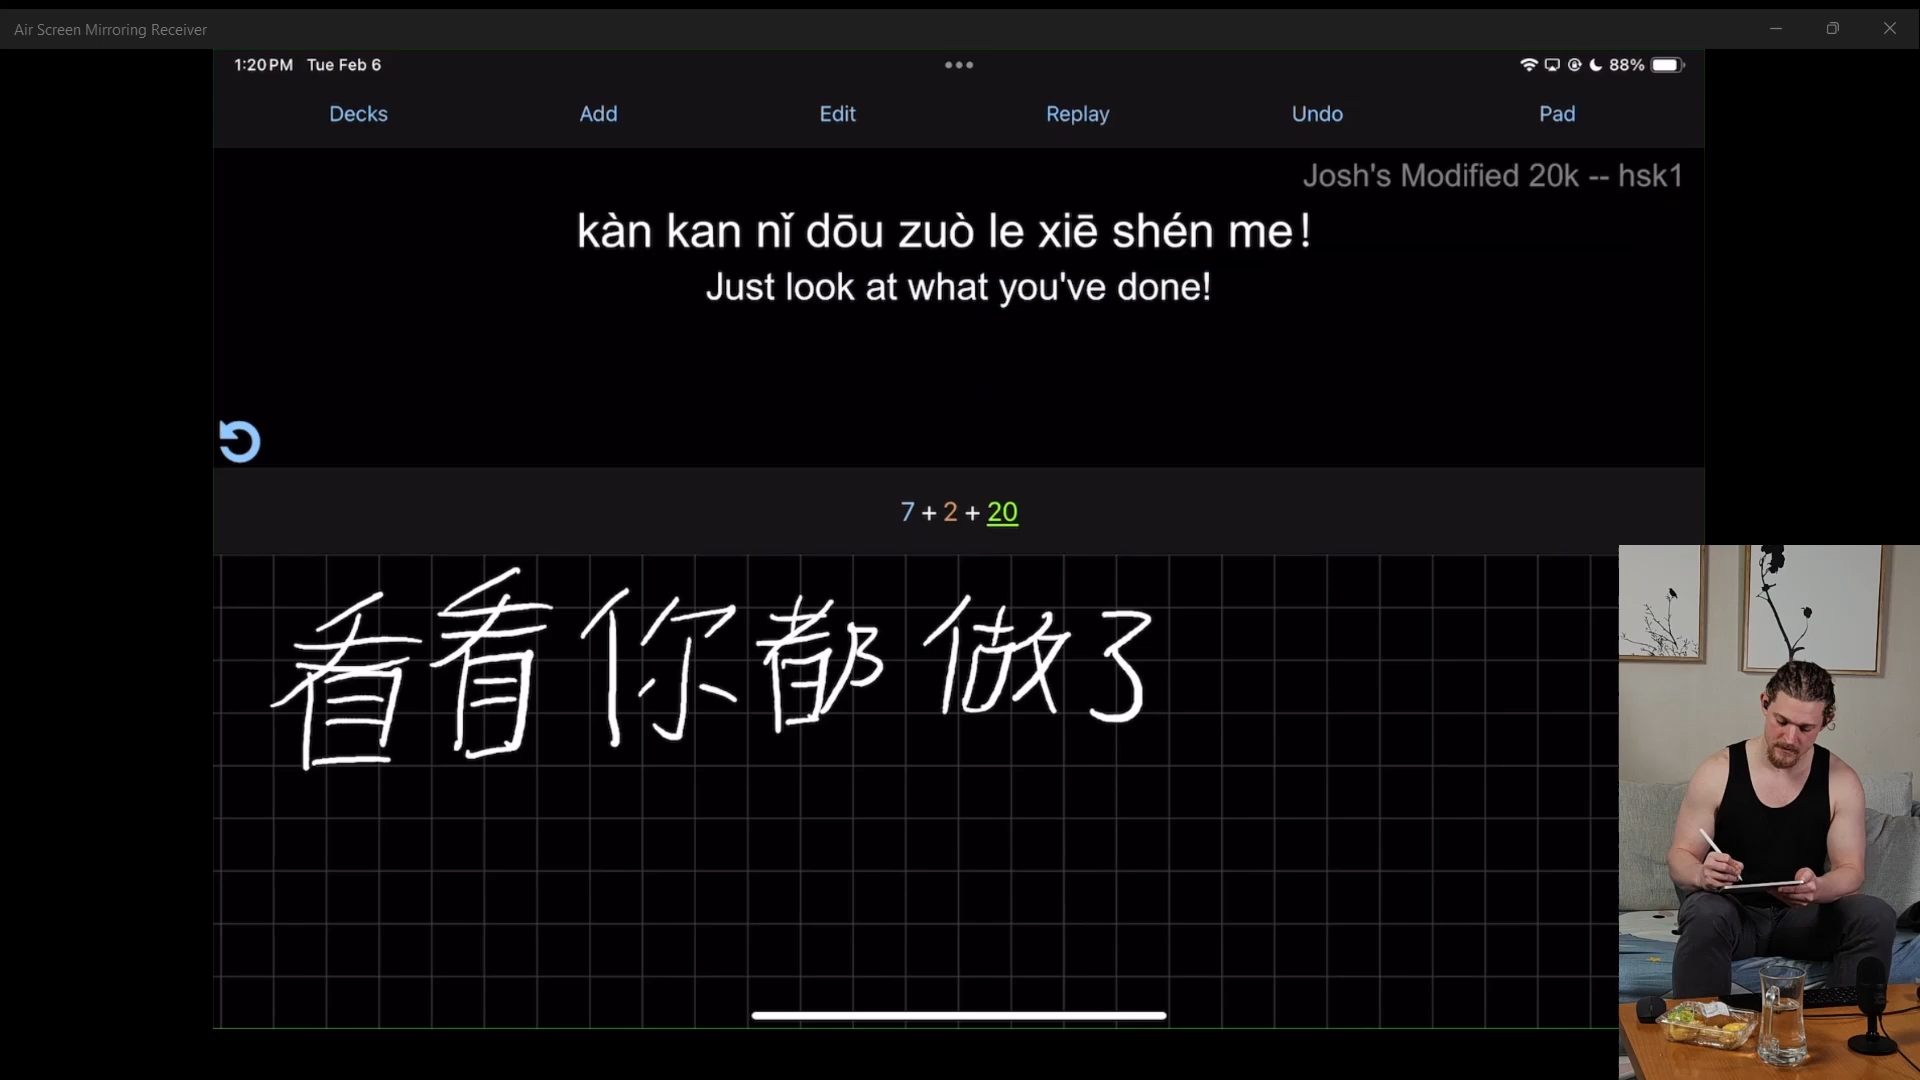 Air Screen Mirroring Receiver
1:20 PM Tue Feb 6 88%
Decks Add Edit Replay Undo Pad
Josh's Modified 20k -- hsk1
kàn kan nǐ dōu zuò le xiē shén me!
Just look at what you've done!
7 + 2 + 20
看看你都做了